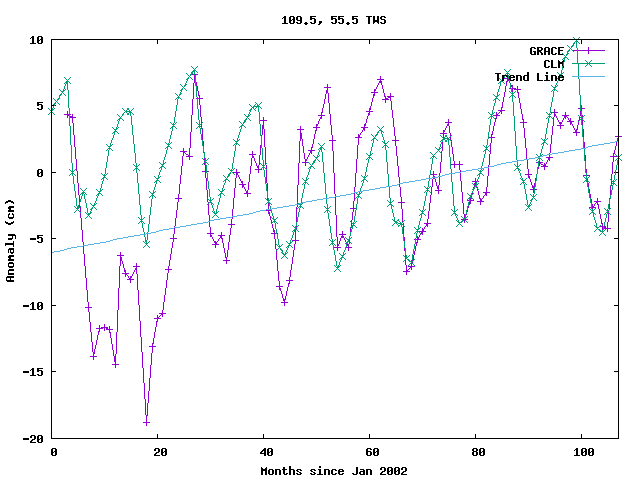 109.5, 55.5 TWS
10
5
0
-5
-10
-15
-20
Anomaly (cm)
GRACE
CLM
Trend Line
0 20 40 60 80 100
Months since Jan 2002